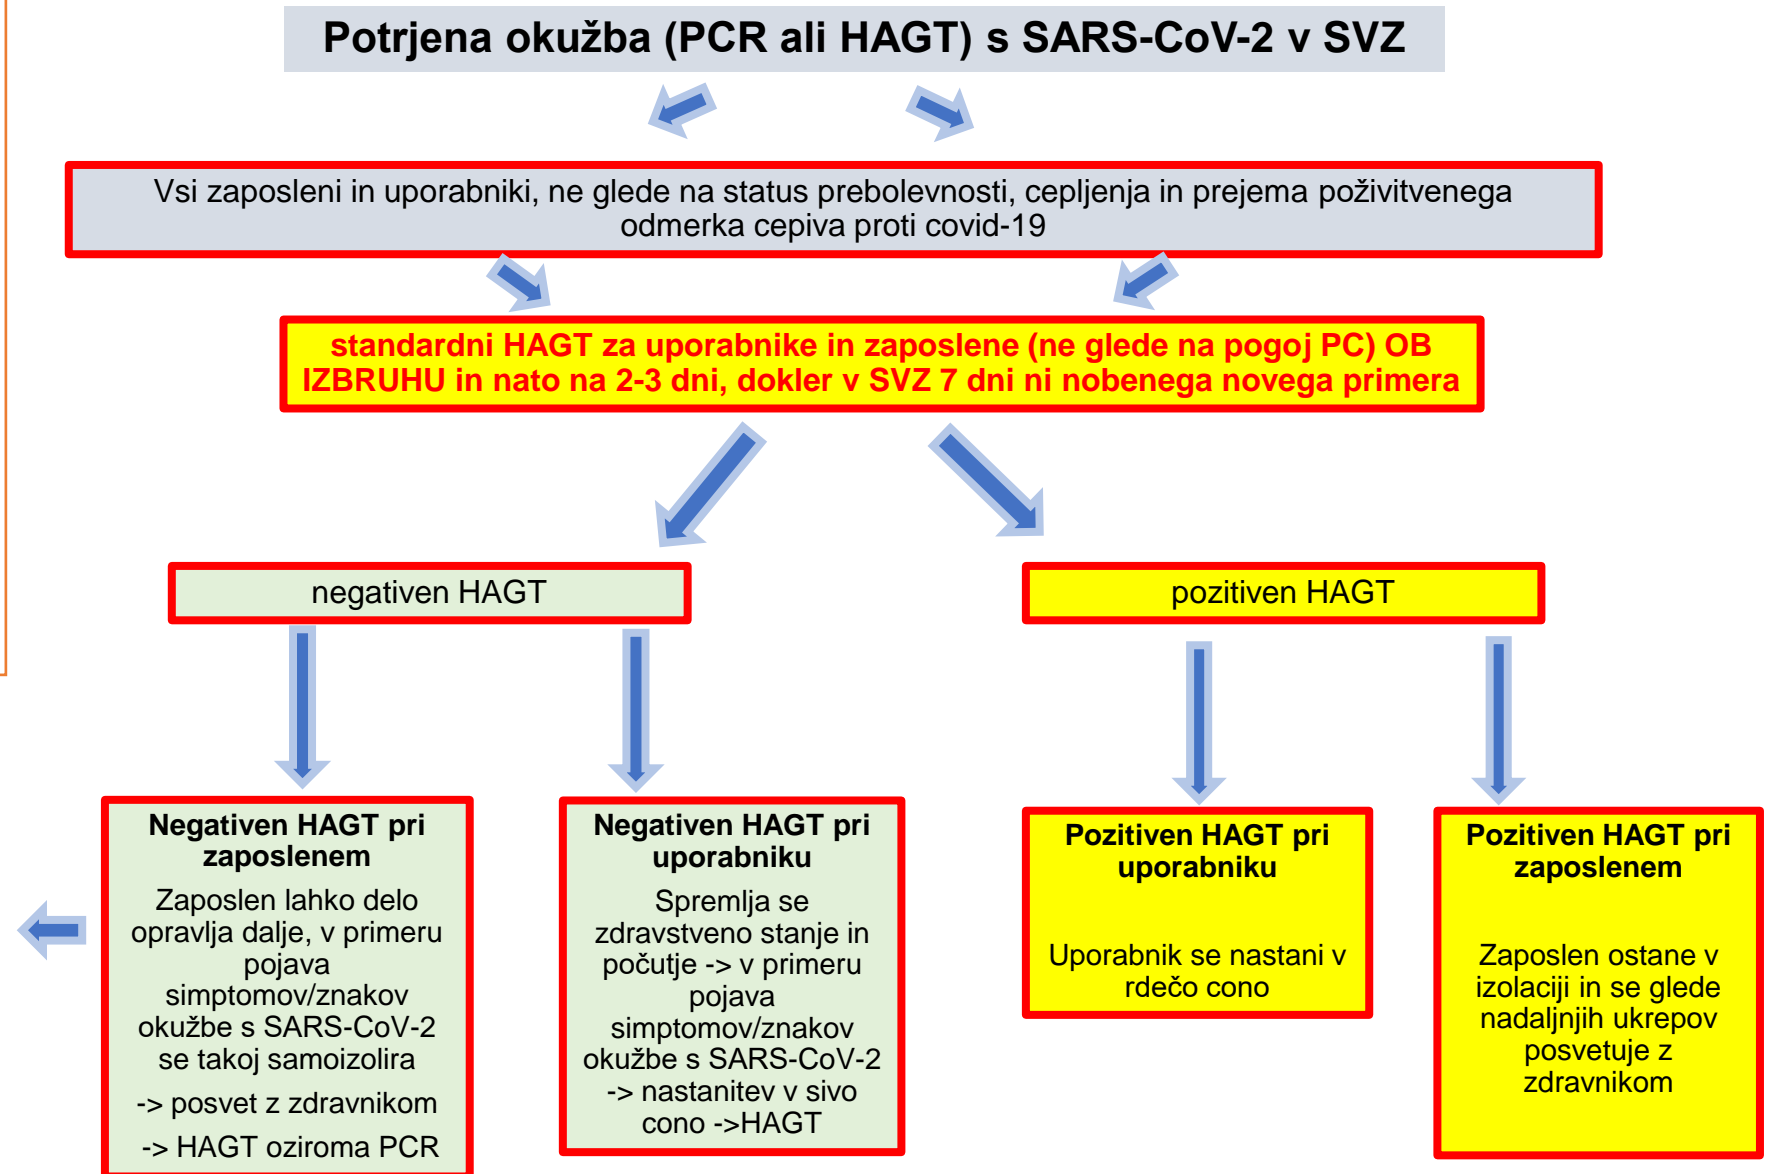 Potrjena okužba (PCR ali HAGT) s SARS-CoV-2 v SVZ
Vsi zaposleni in uporabniki, ne glede na status prebolevnosti, cepljenja in prejema poživitvenega
odmerka cepiva proti covid-19
standardni HAGT za uporabnike in zaposlene (ne glede na pogoj PC) OB
IZBRUHU in nato na 2-3 dni, dokler v SVZ 7 dni ni nobenega novega primera
negativen HAGT
pozitiven HAGT
Negativen HAGT pri
zaposlenem
Zaposlen lahko delo
opravlja dalje, v primeru
pojava
simptomov/znakov
okužbe s SARS-CoV-2
se takoj samoizolira
-> posvet z zdravnikom
-> HAGT oziroma PCR
Negativen HAGT pri
uporabniku
Spremlja se
zdravstveno stanje in
počutje -> v primeru
pojava
simptomov/znakov
okužbe s SARS-CoV-2
-> nastanitev v sivo
cono ->HAGT
Pozitiven HAGT pri
uporabniku
Uporabnik se nastani v
rdečo cono
Pozitiven HAGT pri
zaposlenem
Zaposlen ostane v
izolaciji in se glede
nadaljnjih ukrepov
posvetuje z
zdravnikom